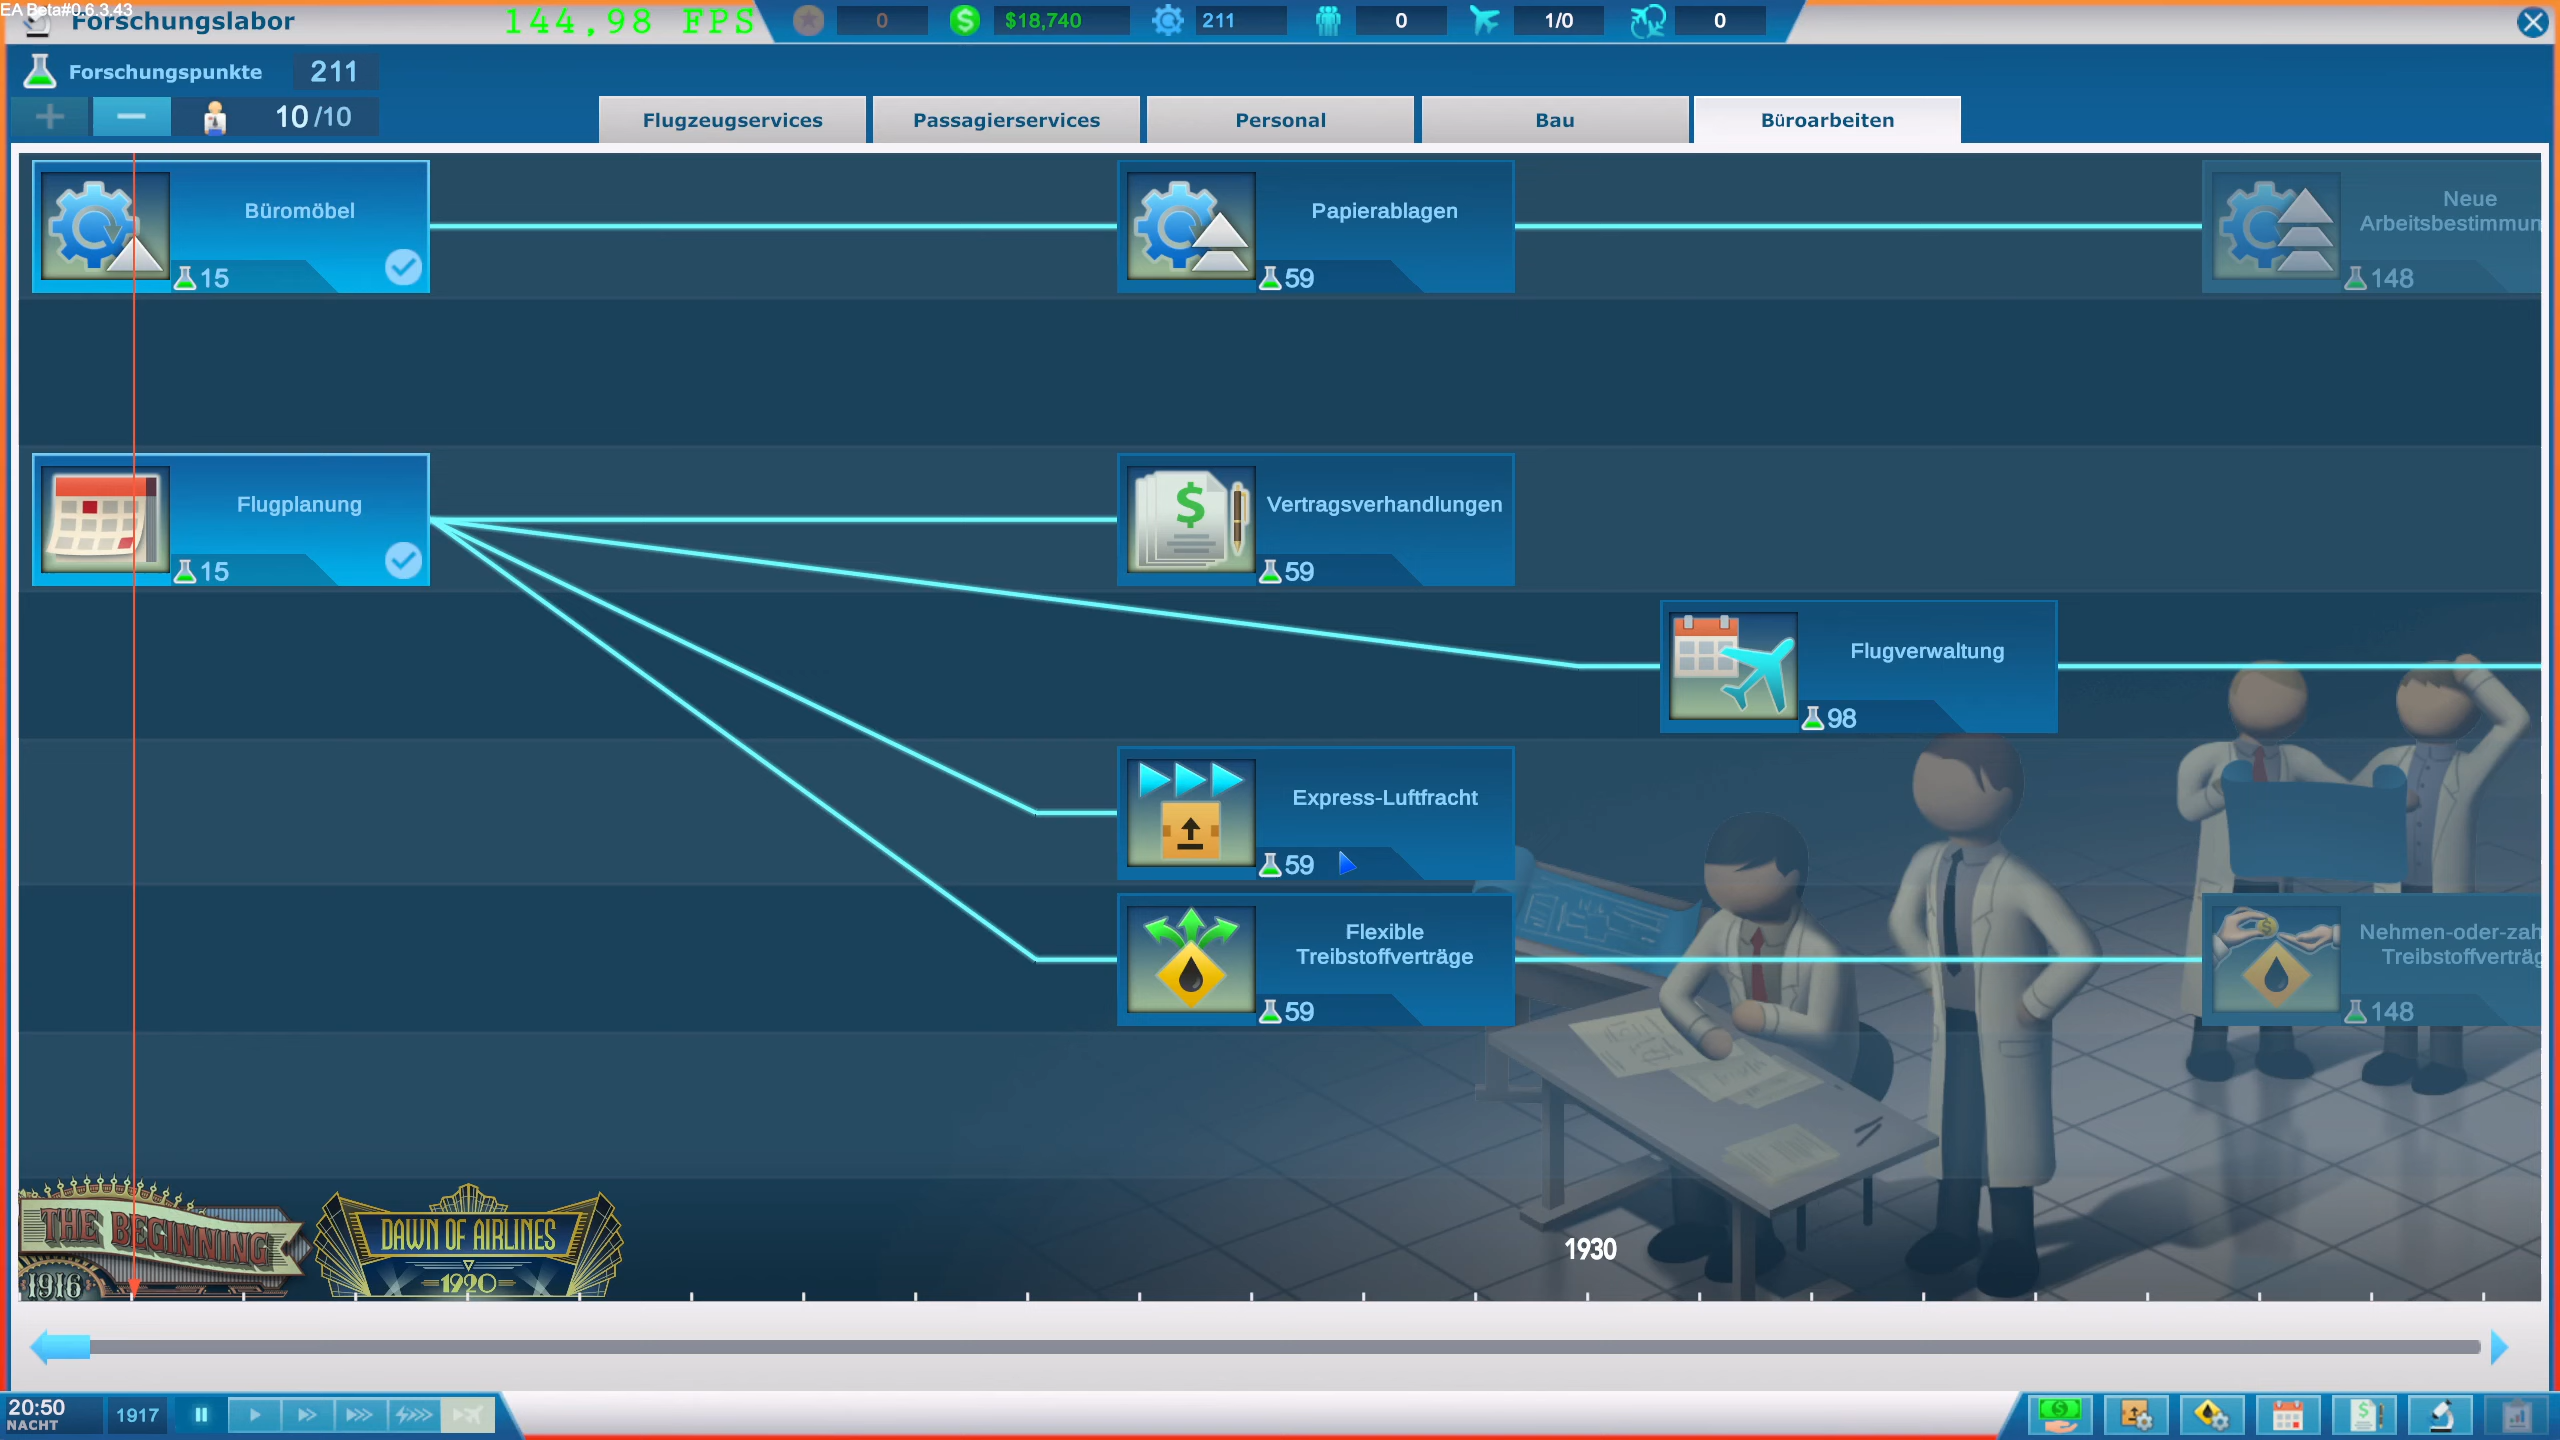 EA Beta#0.6.3.43
Forschungslabor
144,98 FPS
0
$18,740
211
0
1/0
0
Forschungspunkte 211
10/10
Flugzeugservices
Passagierservices
Personal
Bau
Büroarbeiten
Büromöbel
15
Papierablagen
59
Neue
Arbeitsbestimmun
148
Flugplanung
15
Vertragsverhandlungen
59
Flugverwaltung
98
Express-Luftfracht
59
Flexible
Treibstoffverträge
59
Nehmen-oder-zah
Treibstoffverträg
148
THE BEGINNING
1916
DAWN OF AIRLINES
1920
1930
20:50
NACHT
1917